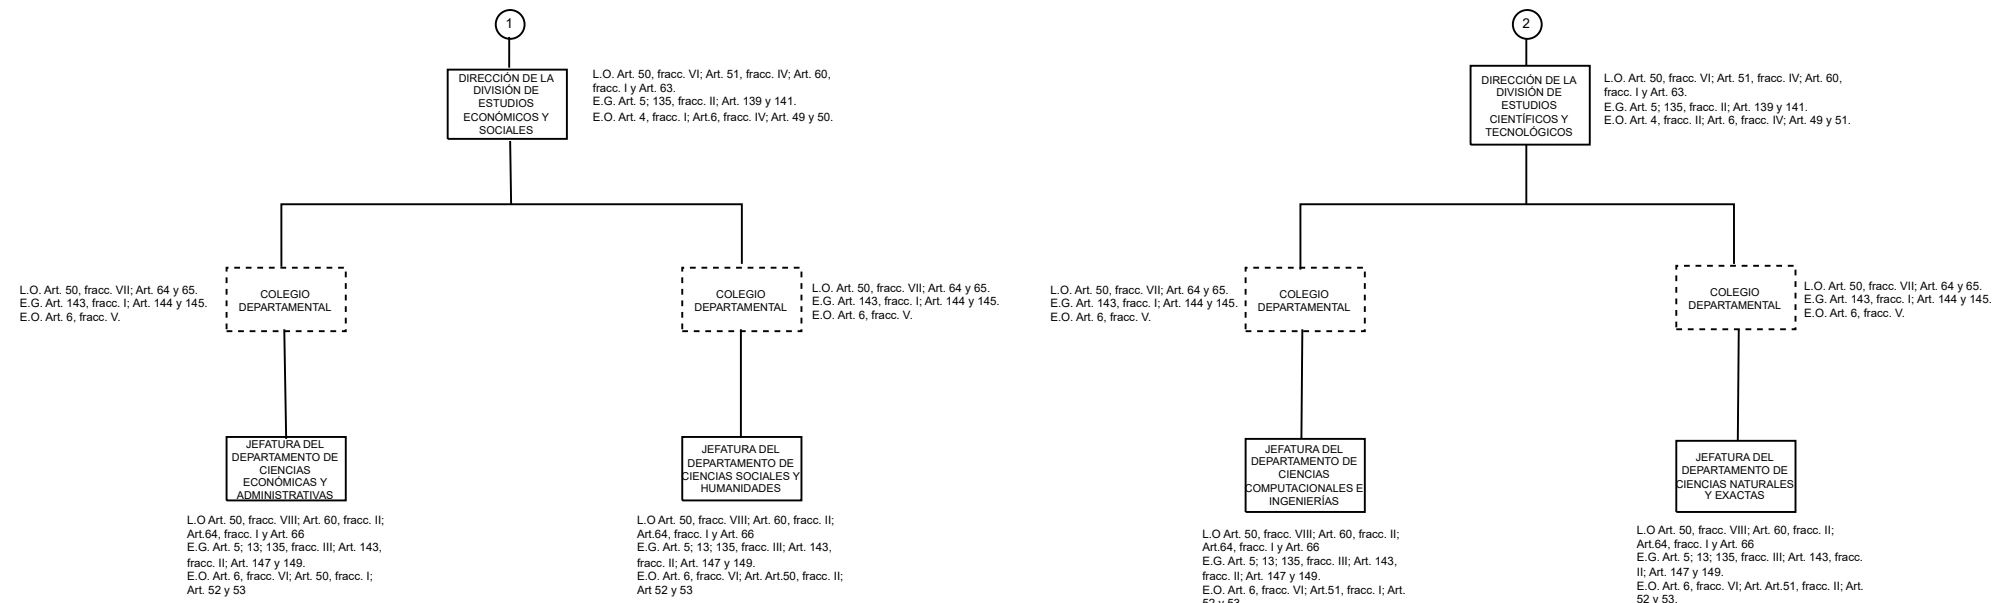 1
DIRECCIÓN DE LA
DIVISIÓN DE
ESTUDIOS
ECONÓMICOS Y
SOCIALES
L.O. Art. 50, fracc. VI; Art. 51, fracc. IV; Art. 60,
fracc. I y Art. 63.
E.G. Art. 5; 135, fracc. II; Art. 139 y 141.
E.O. Art. 4, fracc. I; Art.6, fracc. IV; Art. 49 y 50.
L.O. Art. 50, fracc. VII; Art. 64 y 65.
E.G. Art. 143, fracc. I; Art. 144 y 145.
E.O. Art. 6, fracc. V.
COLEGIO
DEPARTAMENTAL
COLEGIO
DEPARTAMENTAL
L.O. Art. 50, fracc. VII; Art. 64 y 65.
E.G. Art. 143, fracc. I; Art. 144 y 145.
E.O. Art. 6, fracc. V.
JEFATURA DEL
DEPARTAMENTO DE
CIENCIAS
ECONÓMICAS Y
ADMINISTRATIVAS
L.O Art. 50, fracc. VIII; Art. 60, fracc. II;
Art.64, fracc. I y Art. 66
E.G. Art. 5; 13; 135, fracc. III; Art. 143,
fracc. II; Art. 147 y 149.
E.O. Art. 6, fracc. VI; Art. 50, fracc. I;
Art. 52 y 53
JEFATURA DEL
DEPARTAMENTO DE
CIENCIAS SOCIALES Y
HUMANIDADES
L.O Art. 50, fracc. VIII; Art. 60, fracc. II;
Art.64, fracc. I y Art. 66
E.G. Art. 5; 13; 135, fracc. III; Art. 143,
fracc. II; Art. 147 y 149.
E.O. Art. 6, fracc. VI; Art. Art.50, fracc. II;
Art 52 y 53
2
DIRECCIÓN DE LA
DIVISIÓN DE
ESTUDIOS
CIENTÍFICOS Y
TECNOLÓGICOS
L.O. Art. 50, fracc. VI; Art. 51, fracc. IV; Art. 60,
fracc. I y Art. 63.
E.G. Art. 5; 135, fracc. II; Art. 139 y 141.
E.O. Art. 4, fracc. II; Art. 6, fracc. IV; Art. 49 y 51.
L.O. Art. 50, fracc. VII; Art. 64 y 65.
E.G. Art. 143, fracc. I; Art. 144 y 145.
E.O. Art. 6, fracc. V.
COLEGIO
DEPARTAMENTAL
COLEGIO
DEPARTAMENTAL
L.O. Art. 50, fracc. VII; Art. 64 y 65.
E.G. Art. 143, fracc. I; Art. 144 y 145.
E.O. Art. 6, fracc. V.
JEFATURA DEL
DEPARTAMENTO DE
CIENCIAS
COMPUTACIONALES E
INGENIERÍAS
L.O Art. 50, fracc. VIII; Art. 60, fracc. II;
Art.64, fracc. I y Art. 66
E.G. Art. 5; 13; 135, fracc. III; Art. 143,
fracc. II; Art. 147 y 149.
E.O. Art. 6, fracc. VI; Art.51, fracc. I; Art.
52 y 53
JEFATURA DEL
DEPARTAMENTO DE
CIENCIAS NATURALES
Y EXACTAS
L.O Art. 50, fracc. VIII; Art. 60, fracc. II;
Art.64, fracc. I y Art. 66
E.G. Art. 5; 13; 135, fracc. III; Art. 143, fracc.
II; Art. 147 y 149.
E.O. Art. 6, fracc. VI; Art. Art.51, fracc. II; Art.
52 y 53.